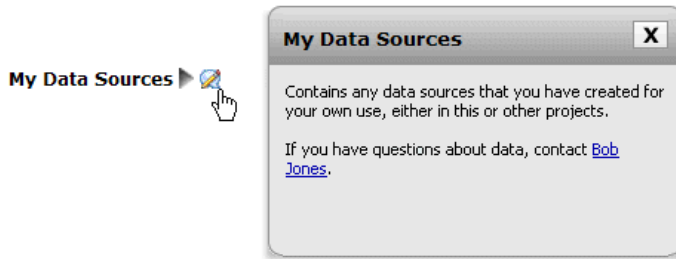 My Data Sources
My Data Sources
X
Contains any data sources that you have created for
your own use, either in this or other projects.
If you have questions about data, contact Bob
Jones.